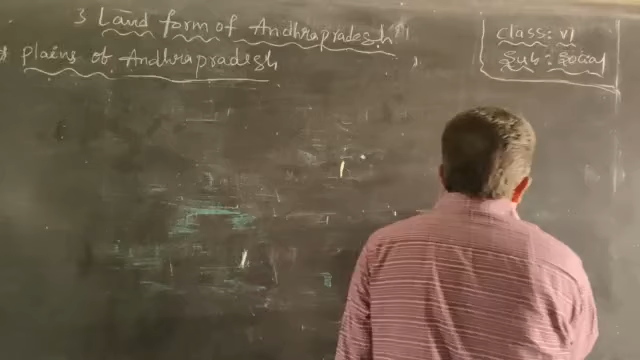 3 Land form of Andhrapradesh
plains of Andhrapradesh
class: VI
Sub: Social